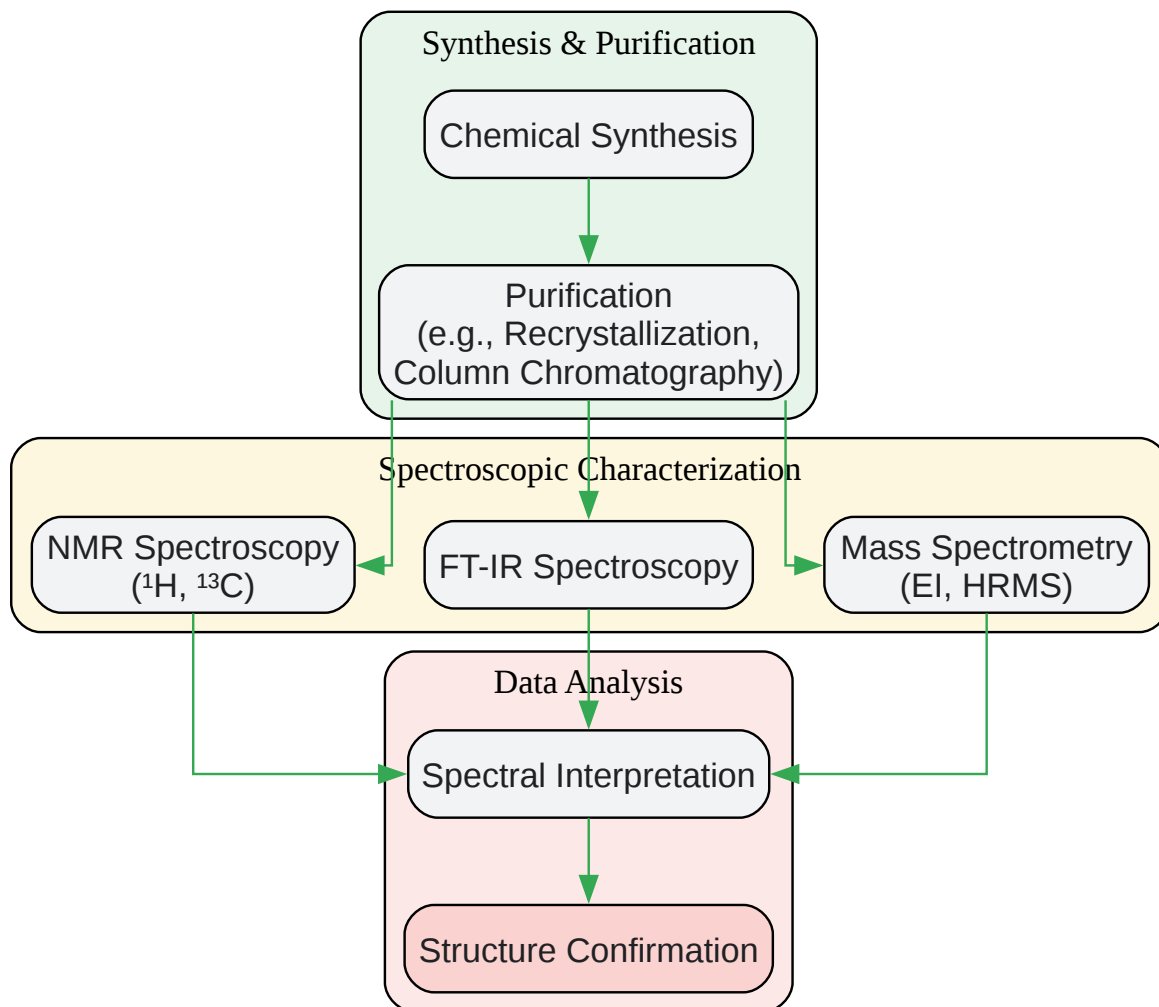 Synthesis & Purification
Chemical Synthesis
Purification
(e.g., Recrystallization,
Column Chromatography)
Spectroscopic Characterization
NMR Spectroscopy
(¹H, ¹³C)
FT-IR Spectroscopy
Mass Spectrometry
(EI, HRMS)
Data Analysis
Spectral Interpretation
Structure Confirmation